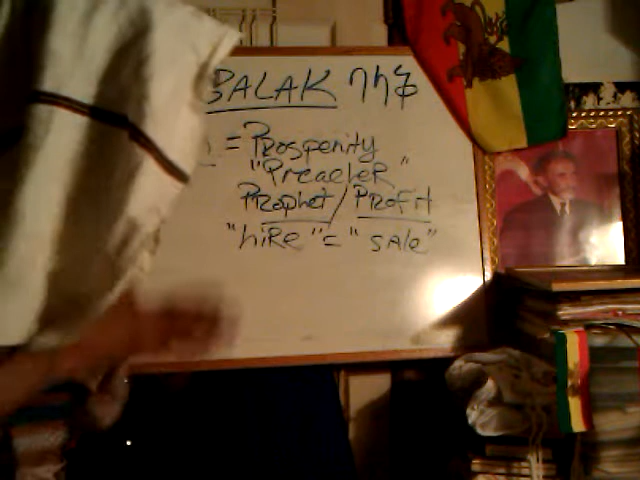 BALAK ባላቅ
= Prosperity
"Preacher"
Prophet/Profit
"hire" = "sale"